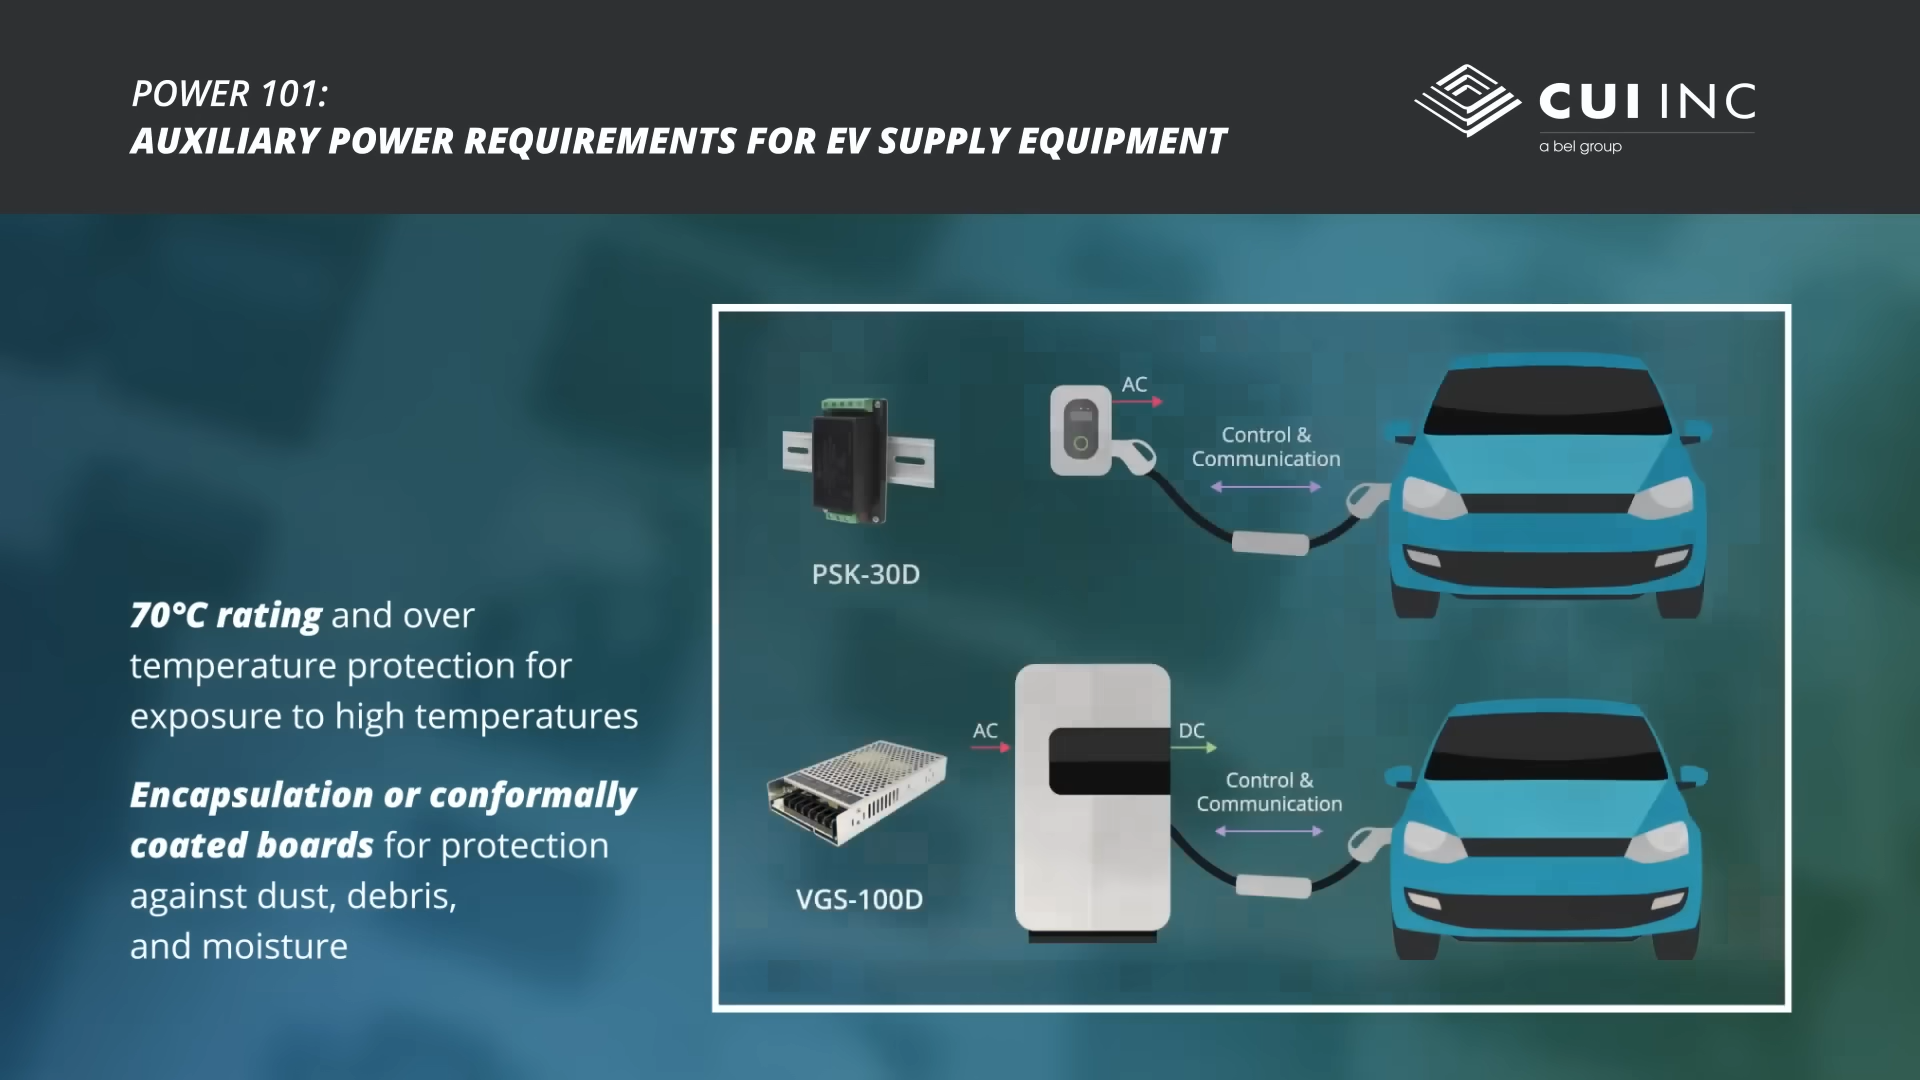 POWER 101:
AUXILIARY POWER REQUIREMENTS FOR EV SUPPLY EQUIPMENT
CUI INC
a bel group
70°C rating and over
temperature protection for
exposure to high temperatures
Encapsulation or conformally
coated boards for protection
against dust, debris,
and moisture
PSK-30D
AC
Control &
Communication
VGS-100D
AC
DC
Control &
Communication